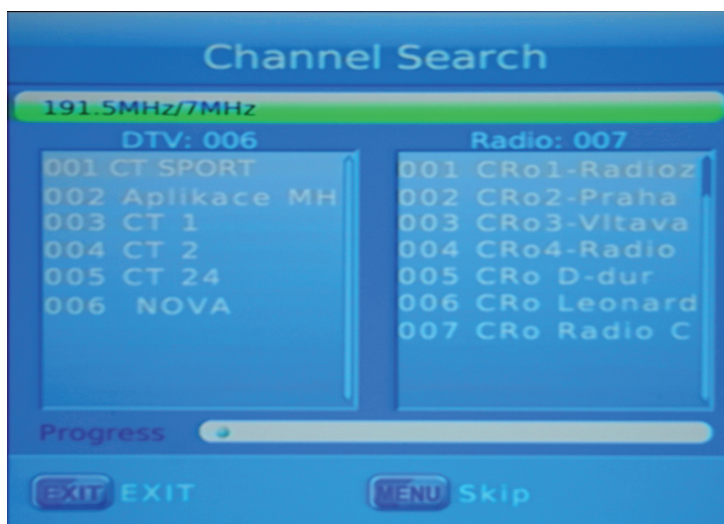 Channel Search
191.5MHz/7MHz
DTV: 006
001 CT SPORT
002 Aplikace MH
003 CT 1
004 CT 2
005 CT 24
006 NOVA
Radio: 007
001 CRo1-Radioz
002 CRo2-Praha
003 CRo3-Vltava
004 CRo4-Radio
005 CRo D-dur
006 CRo Leonard
007 CRo Radio C
Progress
EXIT EXIT
MENU Skip